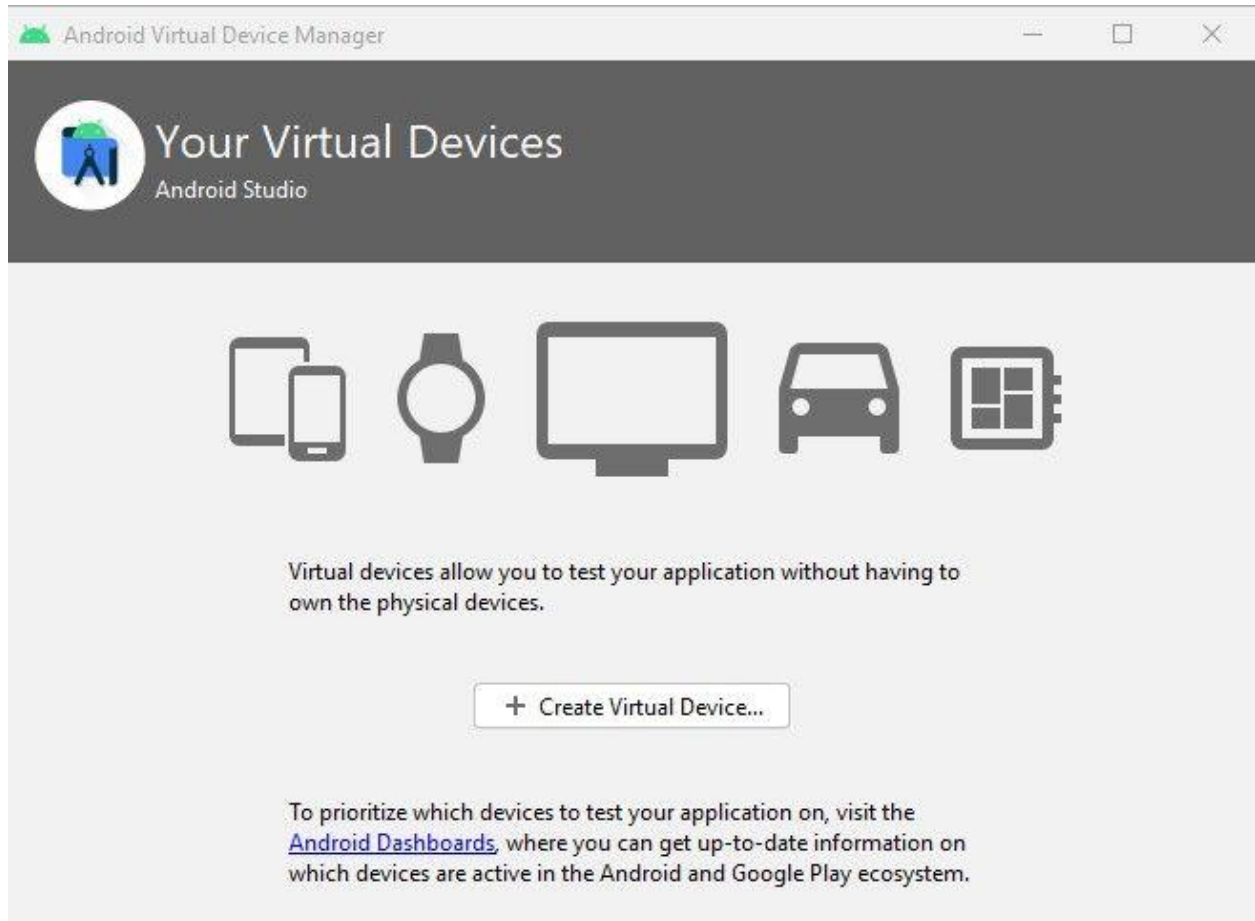 Android Virtual Device Manager
Your Virtual Devices
Android Studio
Virtual devices allow you to test your application without having to
own the physical devices.
+ Create Virtual Device...
To prioritize which devices to test your application on, visit the
Android Dashboards, where you can get up-to-date information on
which devices are active in the Android and Google Play ecosystem.